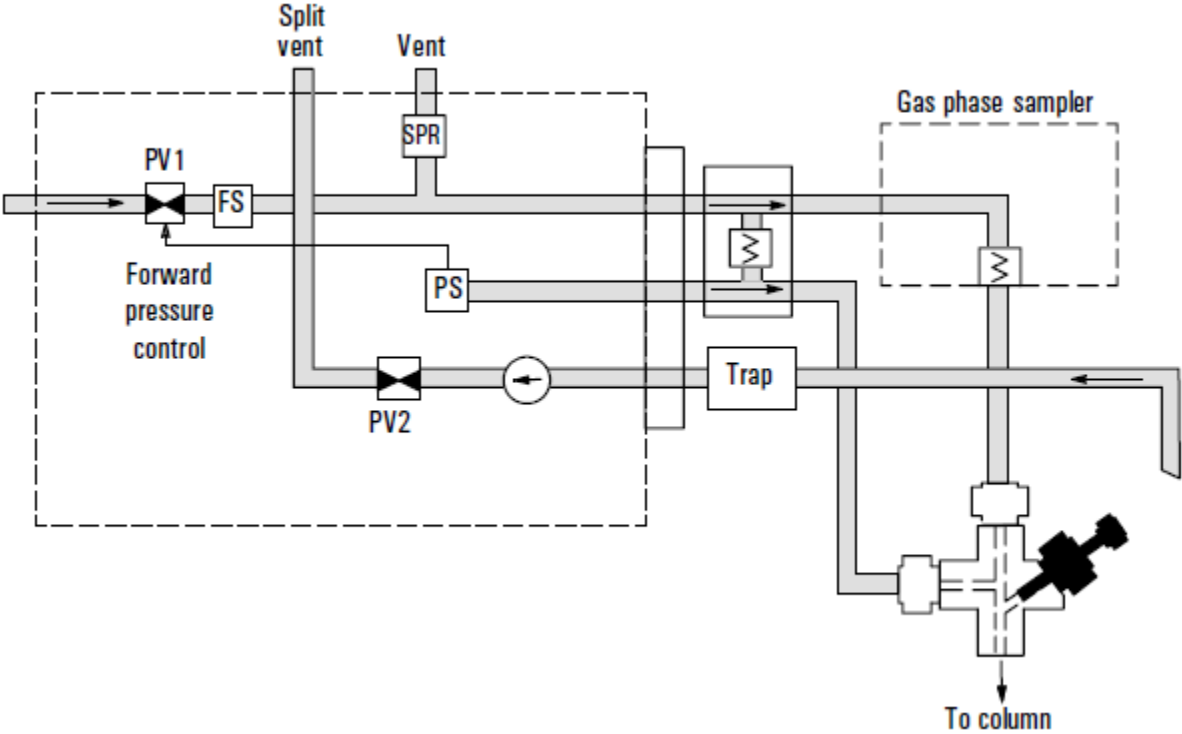 Split
vent
Vent
Gas phase sampler
SPR
PV1
FS
Forward
pressure
control
PS
Trap
PV2
To column